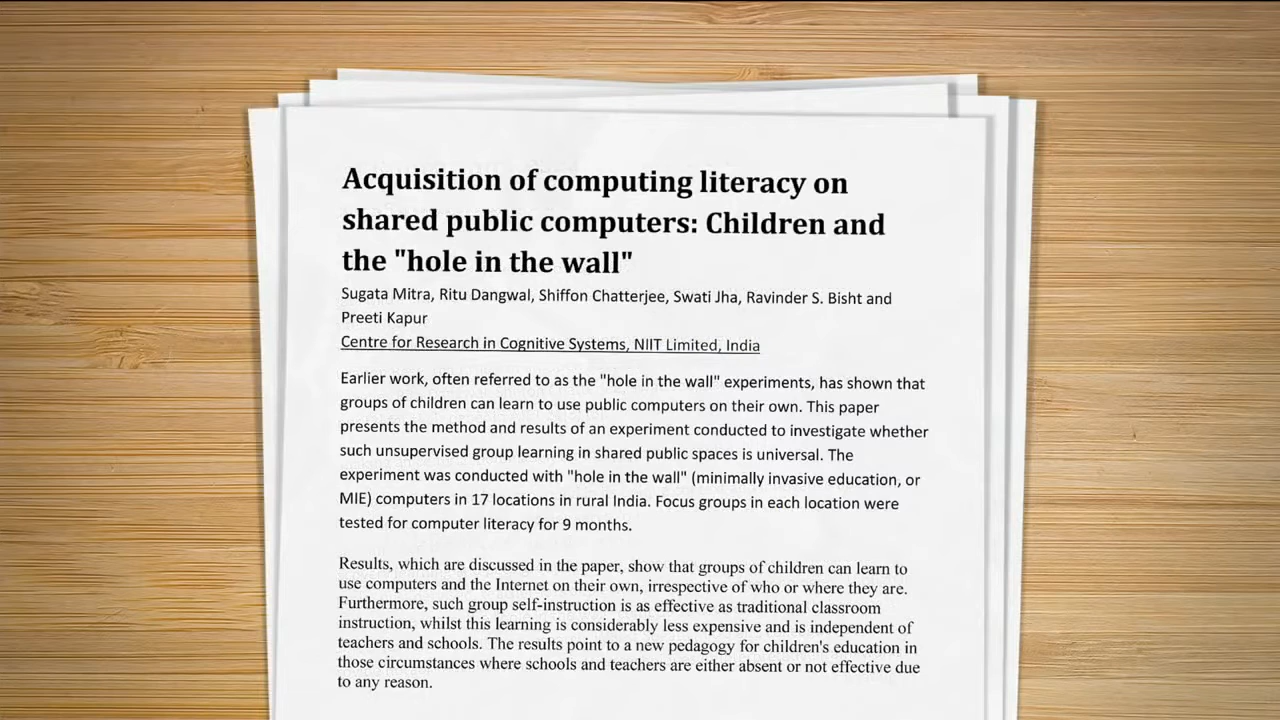 Acquisition of computing literacy on
shared public computers: Children and
the "hole in the wall"
Sugata Mitra, Ritu Dangwal, Shiffon Chatterjee, Swati Jha, Ravinder S. Bisht and
Preeti Kapur
Centre for Research in Cognitive Systems, NIIT Limited, India
Earlier work, often referred to as the "hole in the wall" experiments, has shown that
groups of children can learn to use public computers on their own. This paper
presents the method and results of an experiment conducted to investigate whether
such unsupervised group learning in shared public spaces is universal. The
experiment was conducted with "hole in the wall" (minimally invasive education, or
MIE) computers in 17 locations in rural India. Focus groups in each location were
tested for computer literacy for 9 months.
Results, which are discussed in the paper, show that groups of children can learn to
use computers and the Internet on their own, irrespective of who or where they are.
Furthermore, such group self-instruction is as effective as traditional classroom
instruction, whilst this learning is considerably less expensive and is independent of
teachers and schools. The results point to a new pedagogy for children's education in
those circumstances where schools and teachers are either absent or not effective due
to any reason.